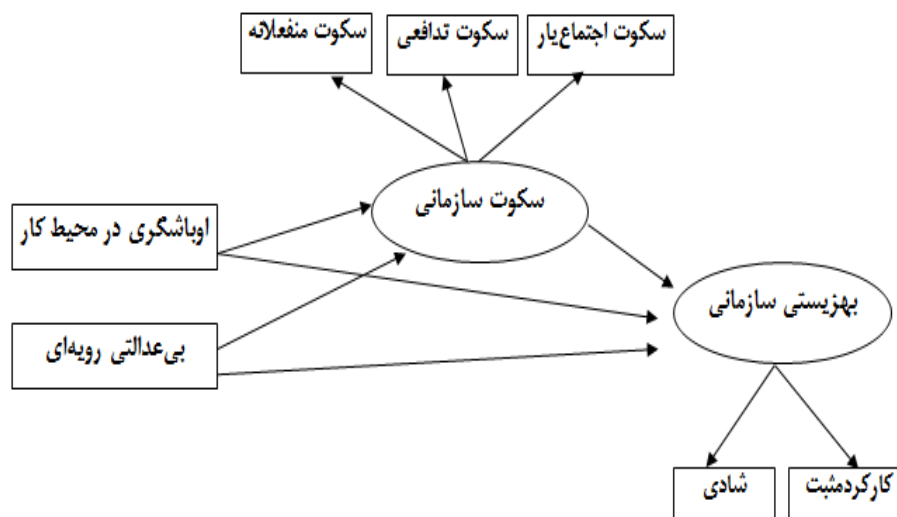 سکوت اجتماع‌یار
سکوت تدافعی
سکوت منفعلانه
سکوت سازمانی
اوباشگری در محیط کار
بهزیستی سازمانی
بی‌عدالتی رویه‌ای
کارکردمثبت
شادی